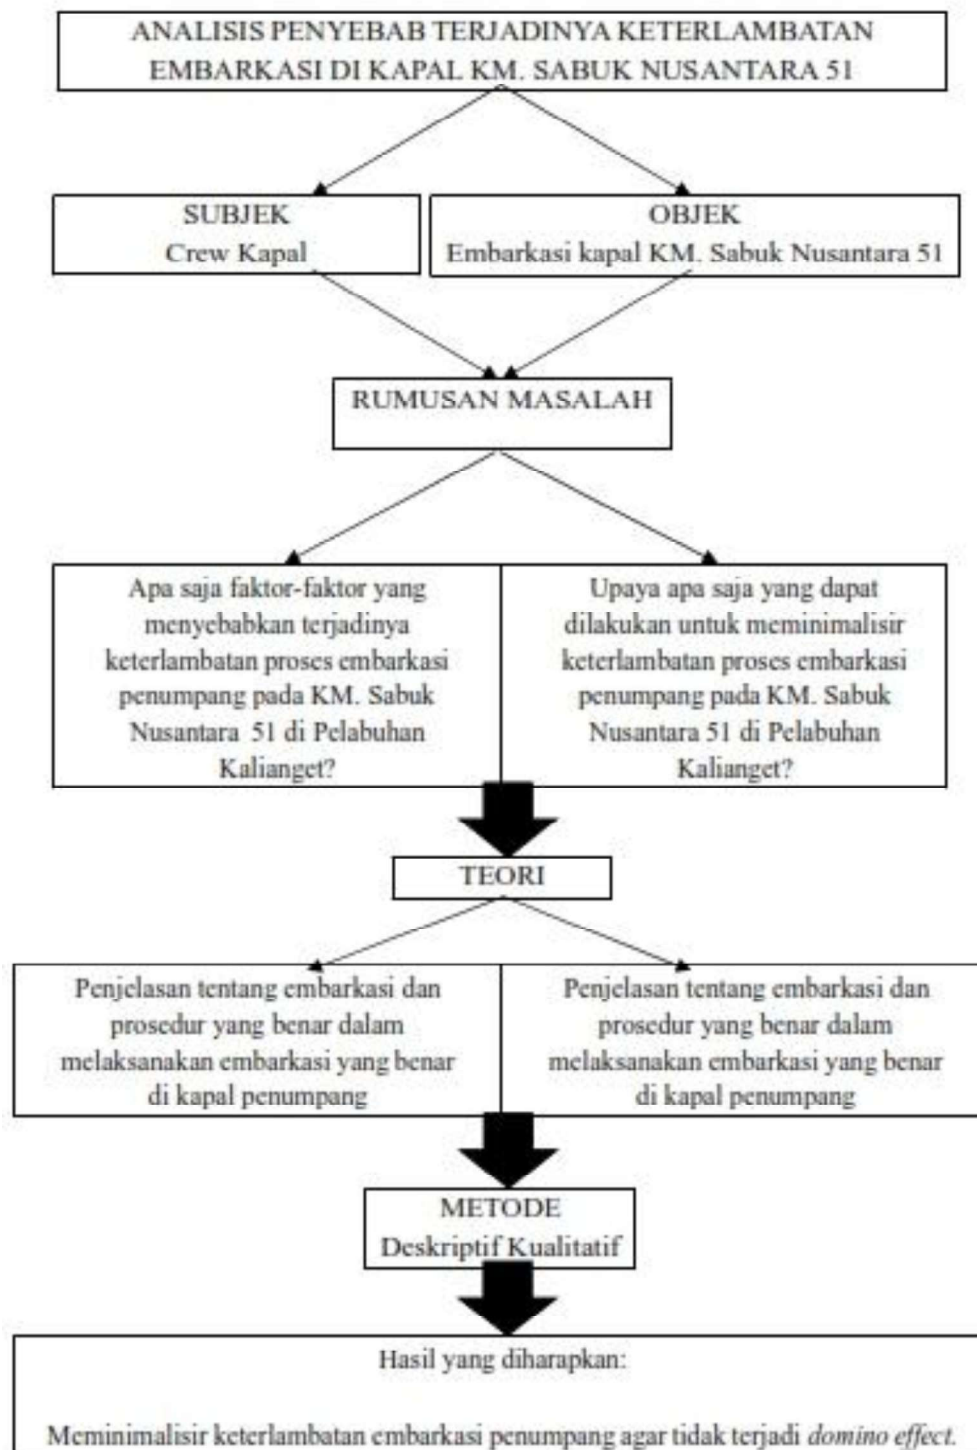 ANALISIS PENYEBAB TERJADINYA KETERLAMBATAN
EMBARKASI DI KAPAL KM. SABUK NUSANTARA 51
SUBJEK
Crew Kapal
OBJEK
Embarkasi kapal KM. Sabuk Nusantara 51
RUMUSAN MASALAH
Apa saja faktor-faktor yang
menyebabkan terjadinya
keterlambatan proses embarkasi
penumpang pada KM. Sabuk
Nusantara 51 di Pelabuhan
Kalianget?
Upaya apa saja yang dapat
dilakukan untuk meminimalisir
keterlambatan proses embarkasi
penumpang pada KM. Sabuk
Nusantara 51 di Pelabuhan
Kalianget?
TEORI
Penjelasan tentang embarkasi dan
prosedur yang benar dalam
melaksanakan embarkasi yang benar
di kapal penumpang
Penjelasan tentang embarkasi dan
prosedur yang benar dalam
melaksanakan embarkasi yang benar
di kapal penumpang
METODE
Deskriptif Kualitatif
Hasil yang diharapkan:
Meminimalisir keterlambatan embarkasi penumpang agar tidak terjadi domino effect.